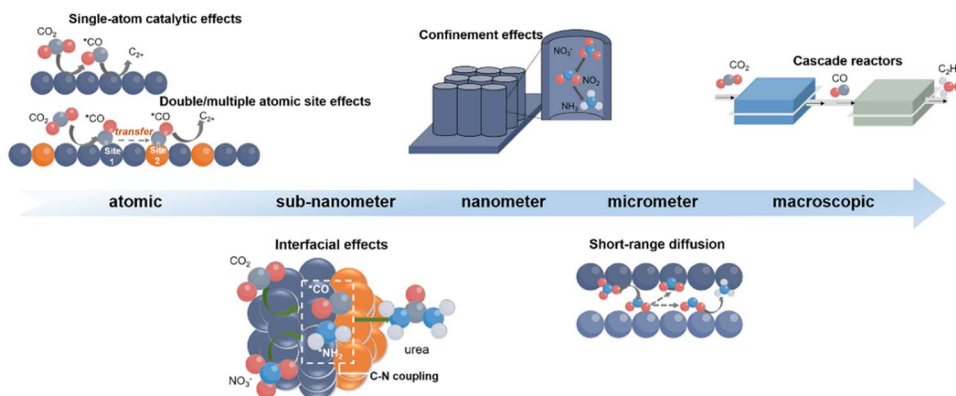 Single-atom catalytic effects
CO₂
*CO
C₂₊
Double/multiple atomic site effects
CO₂
*CO
transfer
*CO
C₂₊
Site 1
Site 2
Confinement effects
NO₃⁻
NO₂
NH₃
Cascade reactors
CO₂
CO
C₂H
atomic
sub-nanometer
nanometer
micrometer
macroscopic
Interfacial effects
CO₂
*CO
*NH₂
NO₃⁻
urea
C-N coupling
Short-range diffusion